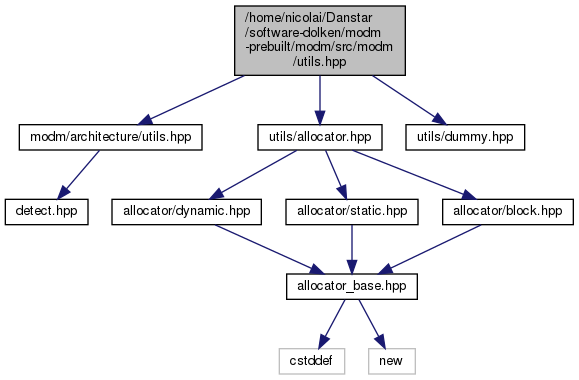 /home/nicolai/Danstar
/software-dolken/modm
-prebuilt/modm/src/modm
/utils.hpp
modm/architecture/utils.hpp
utils/allocator.hpp
utils/dummy.hpp
detect.hpp
allocator/dynamic.hpp
allocator/static.hpp
allocator/block.hpp
allocator_base.hpp
cstddef
new